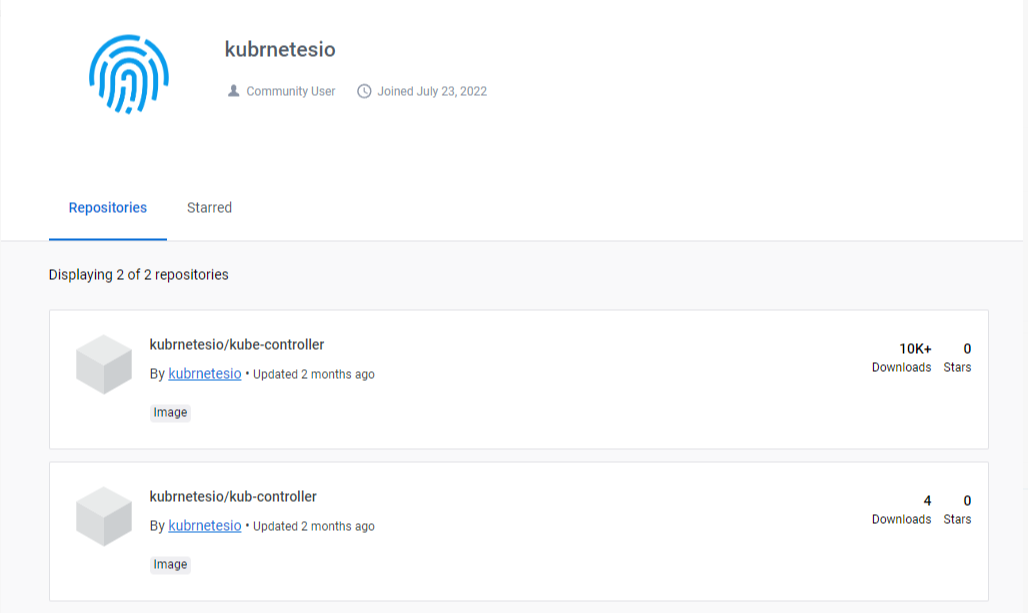 kubrnetesio
Community User Joined July 23, 2022
Repositories Starred
Displaying 2 of 2 repositories
kubrnetesio/kube-controller
By kubrnetesio • Updated 2 months ago
Image
10K+ 0
Downloads Stars
kubrnetesio/kub-controller
By kubrnetesio • Updated 2 months ago
Image
4 0
Downloads Stars